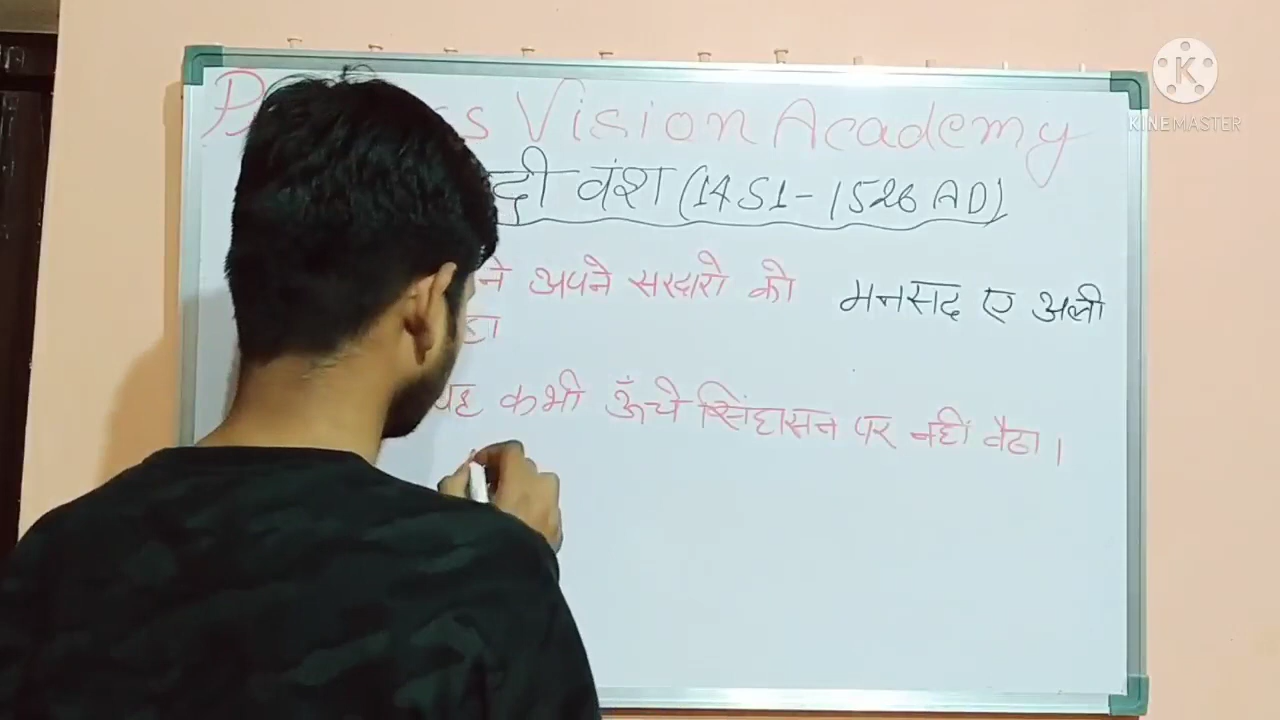 Vision Academy
वंश (1451-1526 AD)
ने अपने सरदारो को मनसद ए अली
यह कभी ऊँचे सिंहासन पर नहीं बैठा।
K
KINEMASTER